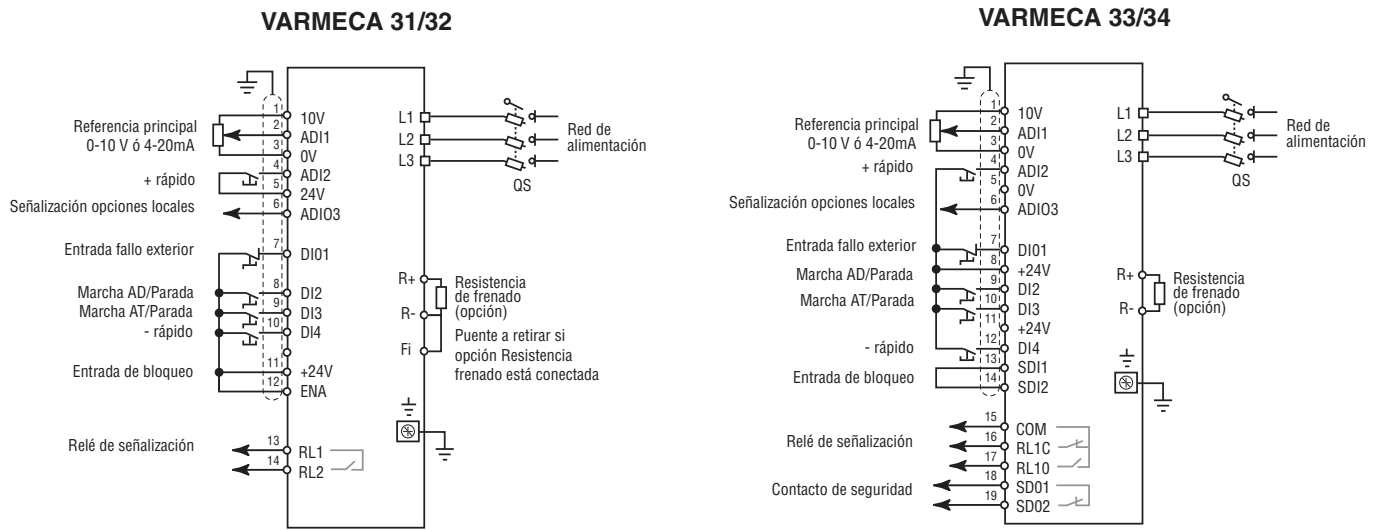 VARMECA 31/32
Referencia principal
0-10 V ó 4-20mA
+ rápido
Señalización opciones locales
Entrada fallo exterior
Marcha AD/Parada
Marcha AT/Parada
- rápido
Entrada de bloqueo
Relé de señalización
1 10V
2 ADI1
3 0V
4 ADI2
5 24V
6 ADIO3
7 DI01
8 DI2
9 DI3
10 DI4
11 +24V
12 ENA
13 RL1
14 RL2
L1
L2
L3
QS
Red de
alimentación
R+
R-
Fi
Resistencia
de frenado
(opción)
Puente a retirar si
opción Resistencia
frenado está conectada
VARMECA 33/34
Referencia principal
0-10 V ó 4-20mA
+ rápido
Señalización opciones locales
Entrada fallo exterior
Marcha AD/Parada
Marcha AT/Parada
- rápido
Entrada de bloqueo
Relé de señalización
Contacto de seguridad
1 10V
2 ADI1
3 0V
4 ADI2
5 0V
6 ADIO3
7 DI01
8 +24V
9 DI2
10 DI3
11 +24V
12 DI4
13 SDI1
14 SDI2
15 COM
16 RL1C
17 RL10
18 SD01
19 SD02
L1
L2
L3
QS
Red de
alimentación
R+
R-
Resistencia
de frenado
(opción)